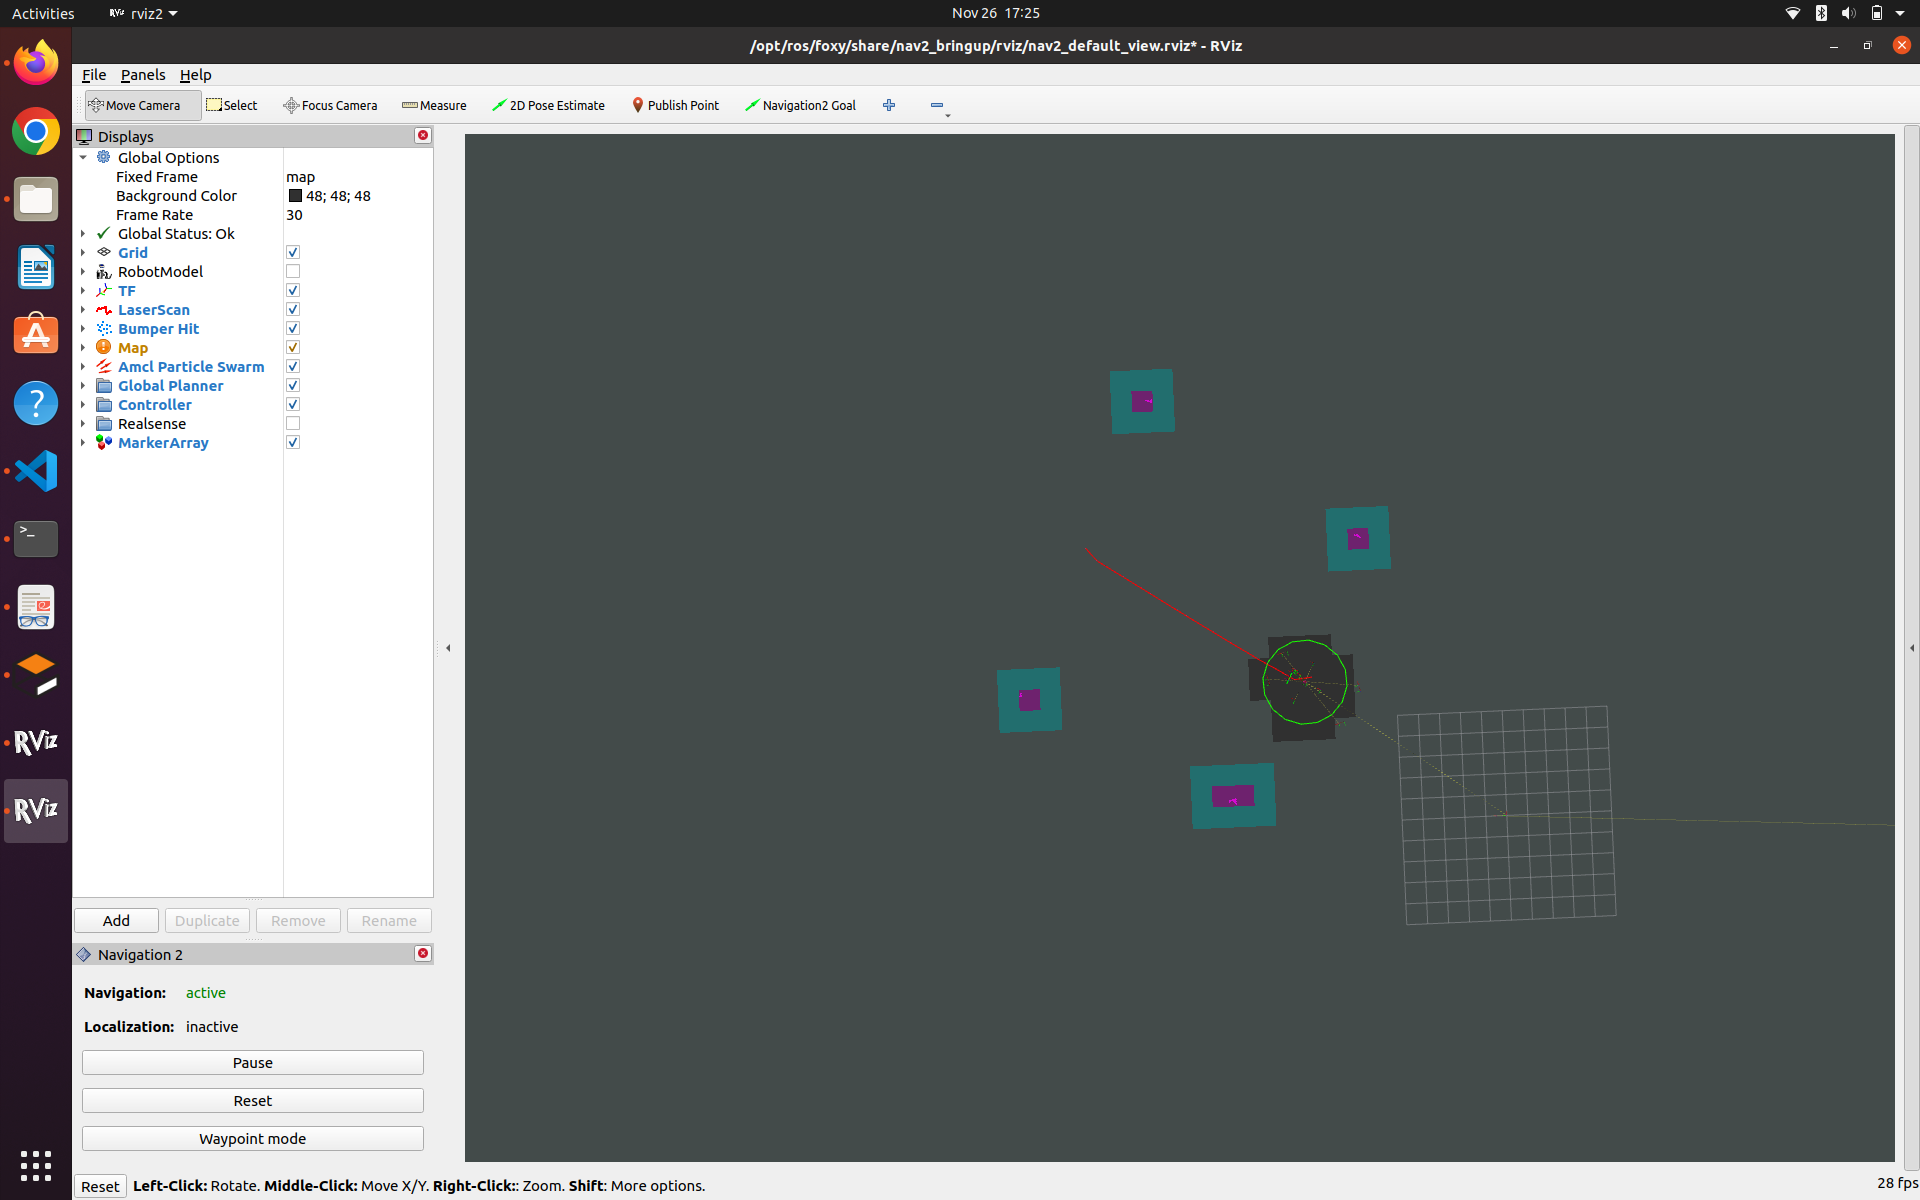 Activities
RViz rviz2
Nov 26 17:25
/opt/ros/foxy/share/nav2_bringup/rviz/nav2_default_view.rviz* - RViz
File Panels Help
Move Camera Select Focus Camera Measure 2D Pose Estimate Publish Point Navigation2 Goal
Displays
Global Options
Fixed Frame map
Background Color 48; 48; 48
Frame Rate 30
Global Status: Ok
Grid
RobotModel
TF
LaserScan
Bumper Hit
Map
Amcl Particle Swarm
Global Planner
Controller
Realsense
MarkerArray
RViz
RViz
Add Duplicate Remove Rename
Navigation 2
Navigation: active
Localization: inactive
Pause
Reset
Waypoint mode
Reset Left-Click: Rotate. Middle-Click: Move X/Y. Right-Click:: Zoom. Shift: More options.
28 fps